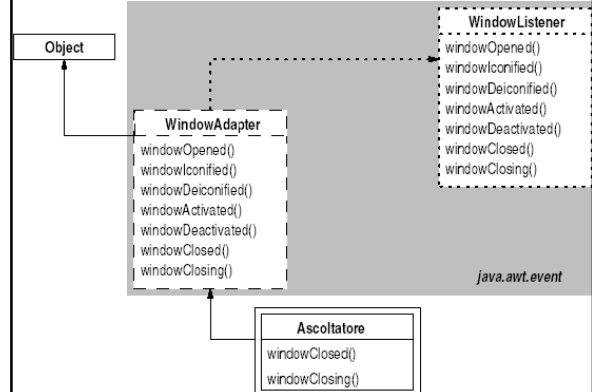 WindowListener
windowOpened()
windowIconified()
windowDeiconified()
windowActivated()
windowDeactivated()
windowClosed()
windowClosing()
Object
WindowAdapter
windowOpened()
windowIconified()
windowDeiconified()
windowActivated()
windowDeactivated()
windowClosed()
windowClosing()
java.awt.event
Ascoltatore
windowClosed()
windowClosing()